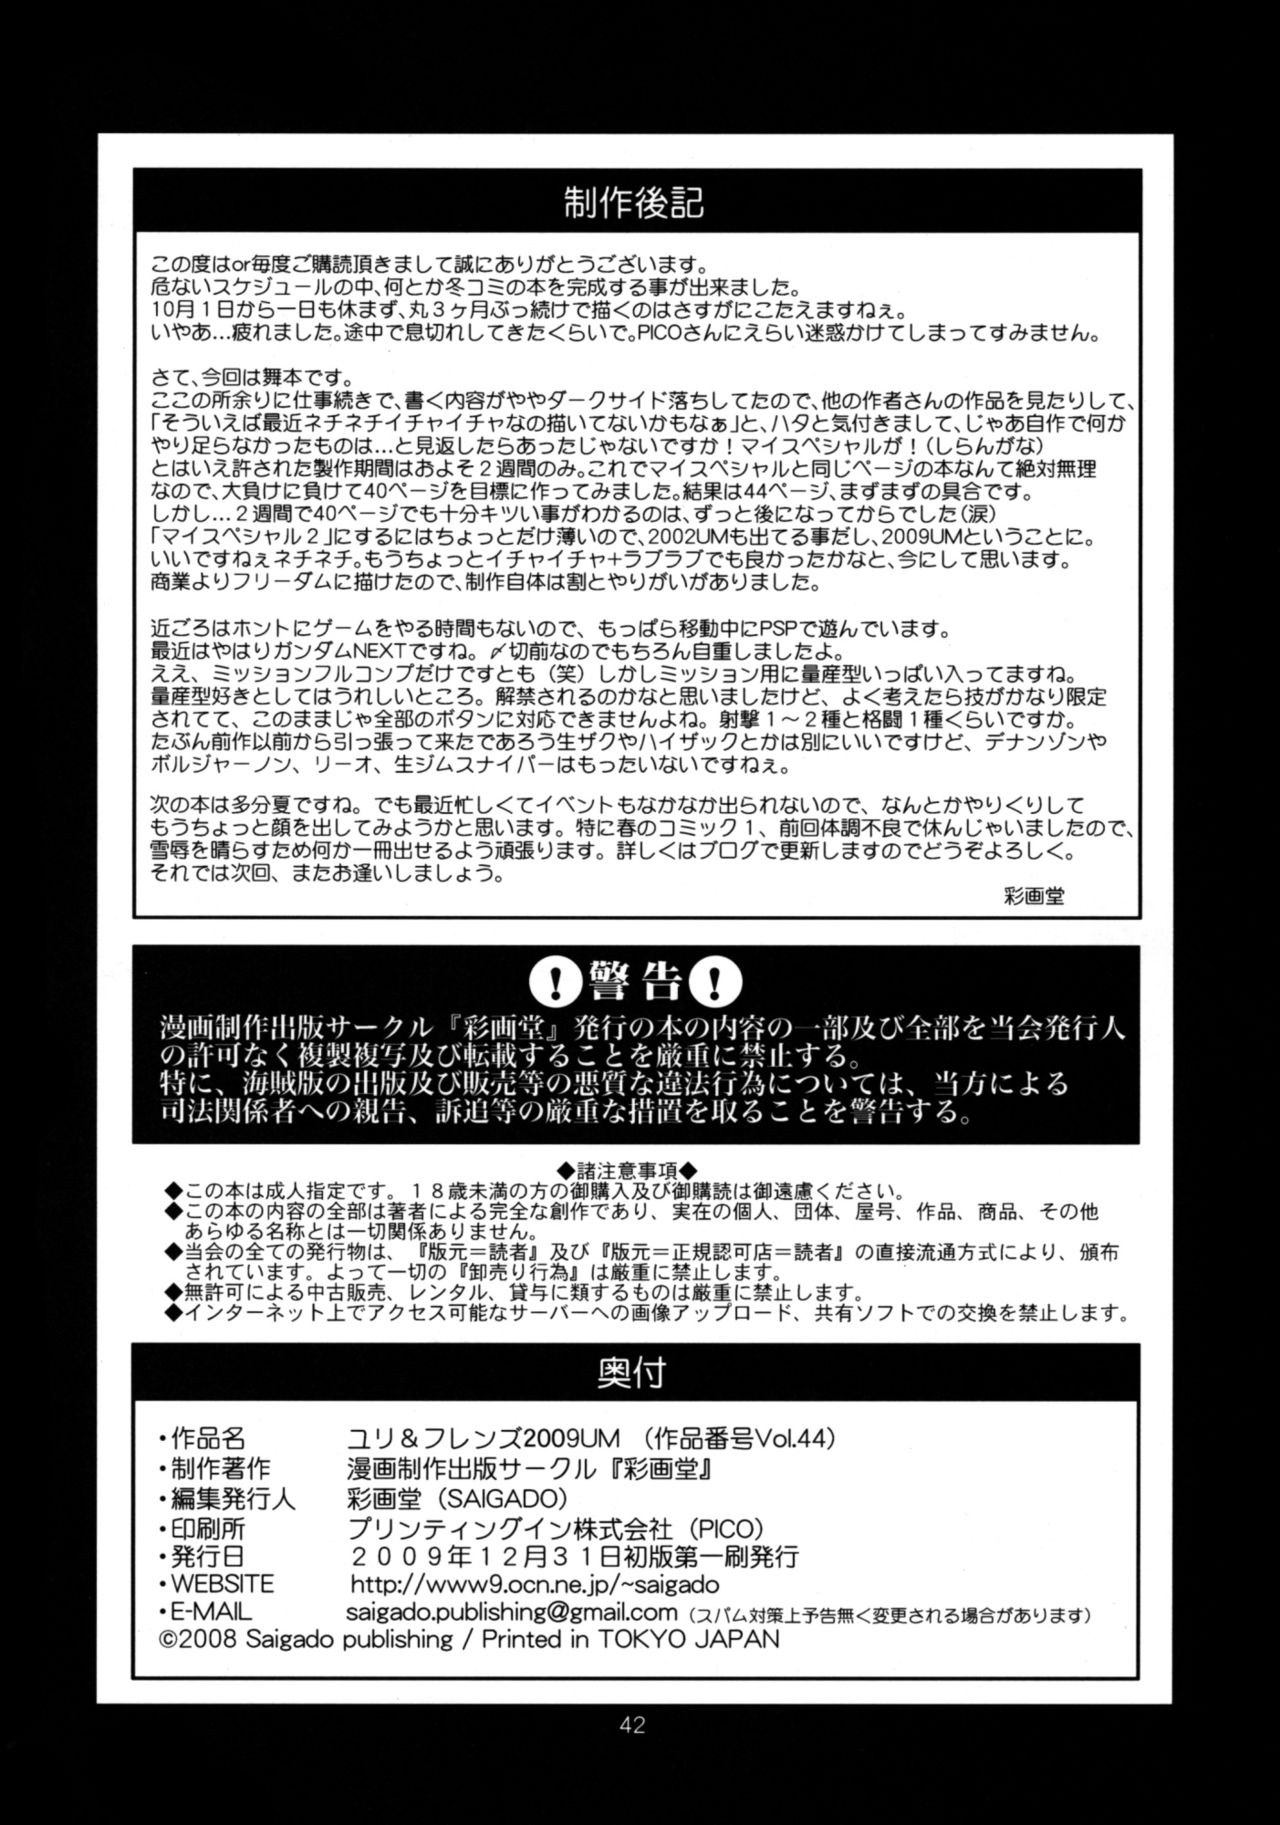 制作後記
この度はor毎度ご購読頂きまして誠にありがとうございます。
危ないスケジュールの中、何とか冬コミの本を完成する事が出来ました。
10月1日から一日も休まず、丸3ヶ月ぶっ続けで描くのはさすがにこたえますねぇ。
いやあ…疲れました。途中で息切れしてきたくらいで。PICOさんにえらい迷惑かけてしまってすみません。
さて、今回は舞本です。
ここの所余りに仕事続きで、書く内容がややダークサイド落ちしてたので、他の作者さんの作品を見たりして、
「そういえば最近ネチネチイチャイチャなの描いてないかもなぁ」と、ハタと気付きまして、じゃあ自作で何か
やり足らなかったものは…と見返したらあったじゃないですか！マイスペシャルが！（しらんがな）
とはいえ許された製作期間はおよそ2週間のみ。これでマイスペシャルと同じページの本なんて絶対無理
なので、大負けに負けて40ページを目標に作ってみました。結果は44ページ、まずまずの具合です。
しかし…2週間で40ページでも十分キツい事がわかるのは、ずっと後になってからでした（涙）
「マイスペシャル2」にするにはちょっとだけ薄いので、2002UMも出てる事だし、2009UMということに。
いいですねぇネチネチ。もうちょっとイチャイチャ+ラブラブでも良かったかなと、今にして思います。
商業よりフリーダムに描けたので、制作自体は割とやりがいがありました。
近ごろはホントにゲームをやる時間もないので、もっぱら移動中にPSPで遊んでいます。
最近はやはりガンダムNEXTですね。〆切前なのでもちろん自重しましたよ。
ええ、ミッションフルコンプだけですとも（笑）しかしミッション用に量産型いっぱい入ってますね。
量産型好きとしてはうれしいところ。解禁されるのかなと思いましたけど、よく考えたら技がかなり限定
されてて、このままじゃ全部のボタンに対応できませんよね。射撃1～2種と格闘1種くらいですか。
たぶん前作以前から引っ張って来たであろう生ザクやハイザックとかは別にいいですけど、デナンゾンや
ボルジャーノン、リーオ、生ジムスナイパーはもったいないですねぇ。
次の本は多分夏ですね。でも最近忙しくてイベントもなかなか出られないので、なんとかやりくりして
もうちょっと顔を出してみようかと思います。特に春のコミック1、前回体調不良で休んじゃいましたので、
雪辱を晴らすため何か一冊出せるよう頑張ります。詳しくはブログで更新しますのでどうぞよろしく。
それでは次回、またお逢いしましょう。
彩画堂
！警告！
漫画制作出版サークル『彩画堂』発行の本の内容の一部及び全部を当会発行人
の許可なく複製複写及び転載することを厳重に禁止する。
特に、海賊版の出版及び販売等の悪質な違法行為については、当方による
司法関係者への親告、訴追等の厳重な措置を取ることを警告する。
◆諸注意事項◆
◆この本は成人指定です。１８歳未満の方の御購入及び御購読は御遠慮ください。
◆この本の内容の全部は著者による完全な創作であり、実在の個人、団体、屋号、作品、商品、その他
あらゆる名称とは一切関係ありません。
◆当会の全ての発行物は、『版元＝読者』及び『版元＝正規認可店＝読者』の直接流通方式により、頒布
されています。よって一切の『卸売り行為』は厳重に禁止します。
◆無許可による中古販売、レンタル、貸与に類するものは厳重に禁止します。
◆インターネット上でアクセス可能なサーバーへの画像アップロード、共有ソフトでの交換を禁止します。
奥付
・作品名 ユリ＆フレンズ2009UM （作品番号Vol.44）
・制作著作 漫画制作出版サークル『彩画堂』
・編集発行人 彩画堂（SAIGADO）
・印刷所 プリンティングイン株式会社（PICO）
・発行日 ２００９年１２月３１日初版第一刷発行
・WEBSITE http://www9.ocn.ne.jp/~saigado
・E-MAIL saigado.publishing@gmail.com（スパム対策上予告無く変更される場合があります）
©2008 Saigado publishing / Printed in TOKYO JAPAN
42